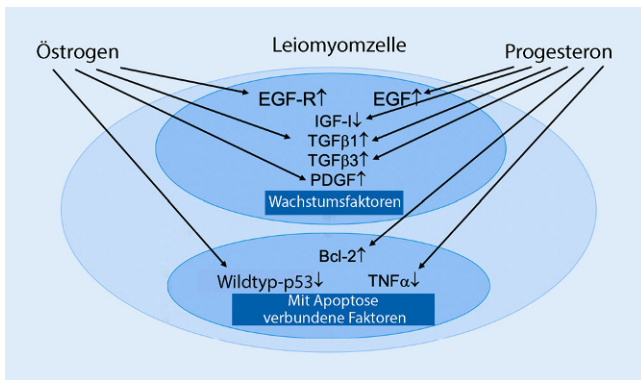 Östrogen
Leiomyomzelle
Progesteron
EGF-R↑
EGF↑
IGF-I↓
TGFβ1↑
TGFβ3↑
PDGF↑
Wachstumsfaktoren
Bcl-2↑
Wildtyp-p53↓
TNFα↓
Mit Apoptose
verbundene Faktoren